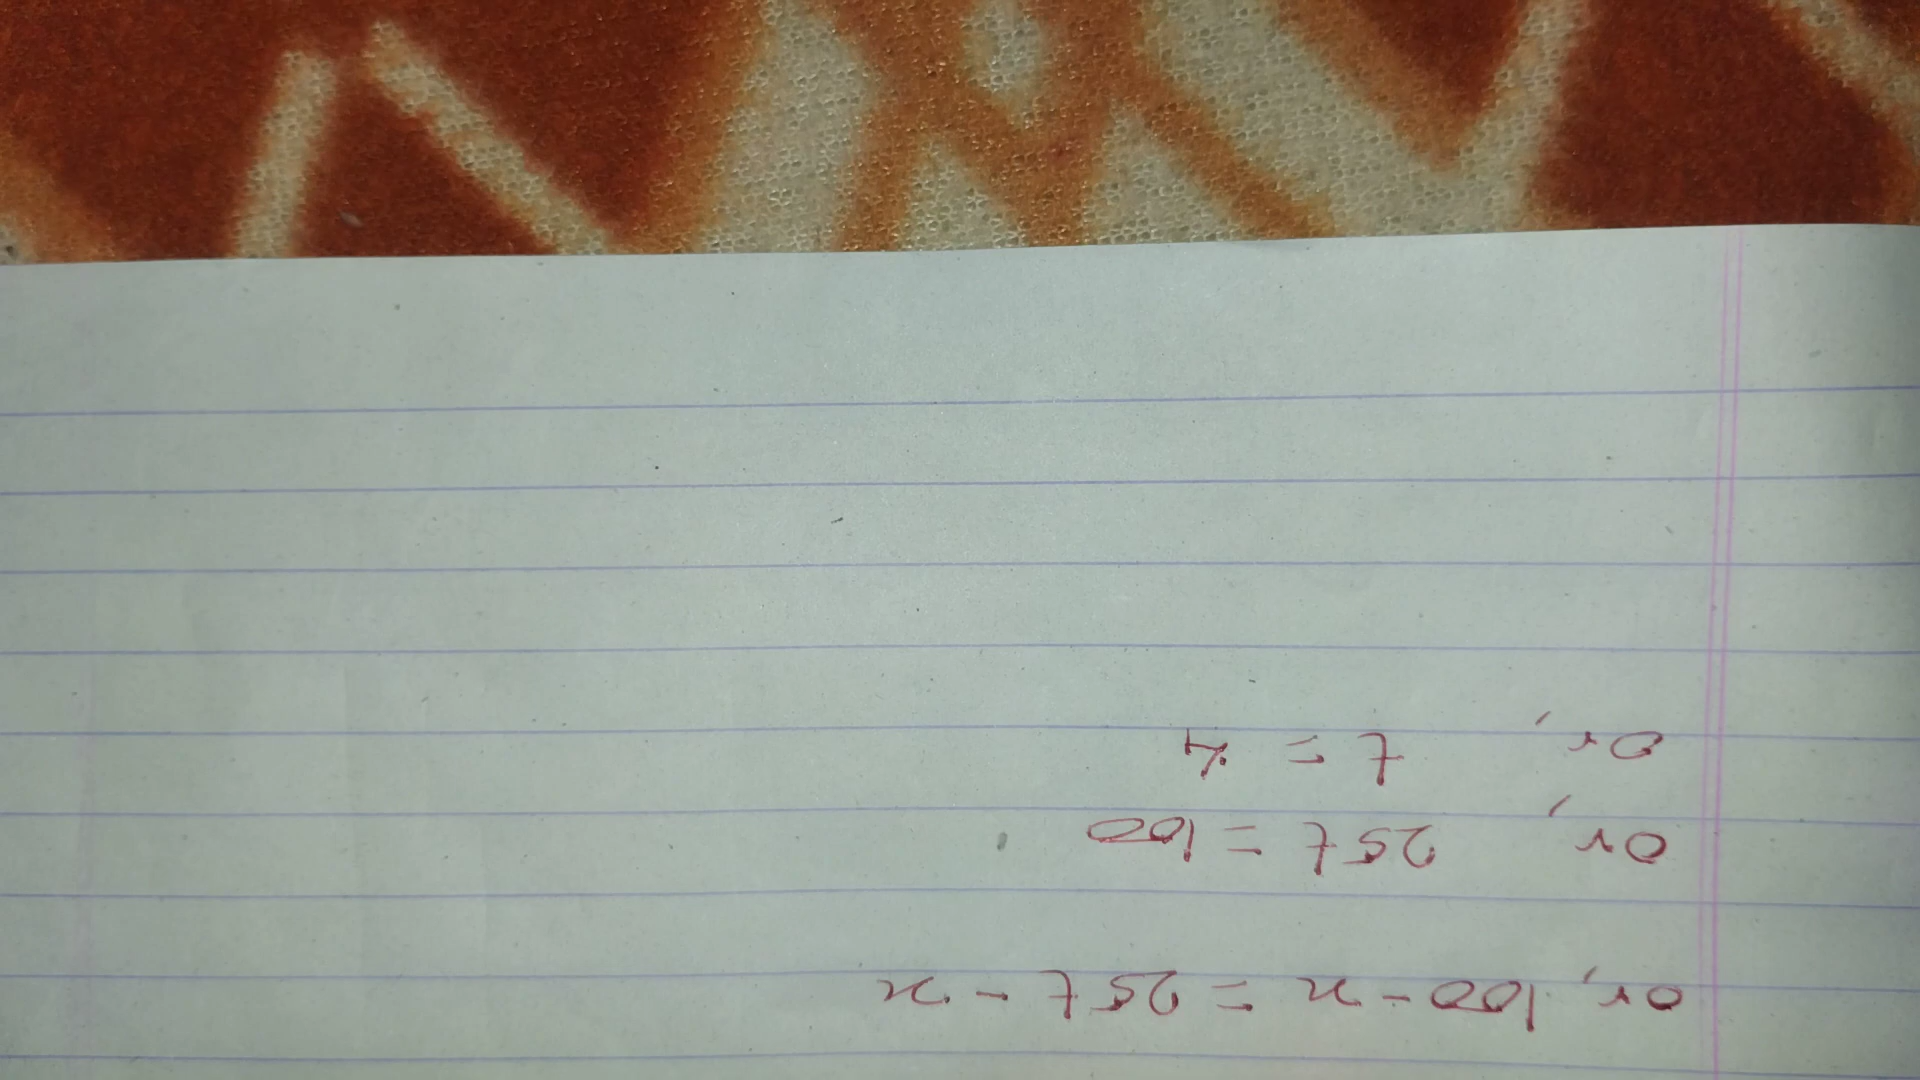 or, 100 - x = 25t - x
or, 25t = 100
or, t = 4